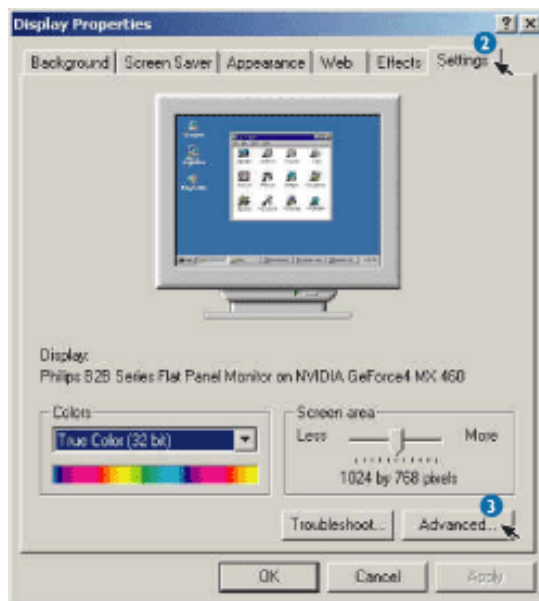 Display Properties
? ×
2
Background Screen Saver Appearance Web Effects Settings
Display:
Philips B2B Series Flat Panel Monitor on NVIDIA GeForce4 MX 460
Colors
True Color (32 bit)
Screen area
Less More
1024 by 768 pixels
3
Troubleshoot... Advanced...
OK Cancel Apply